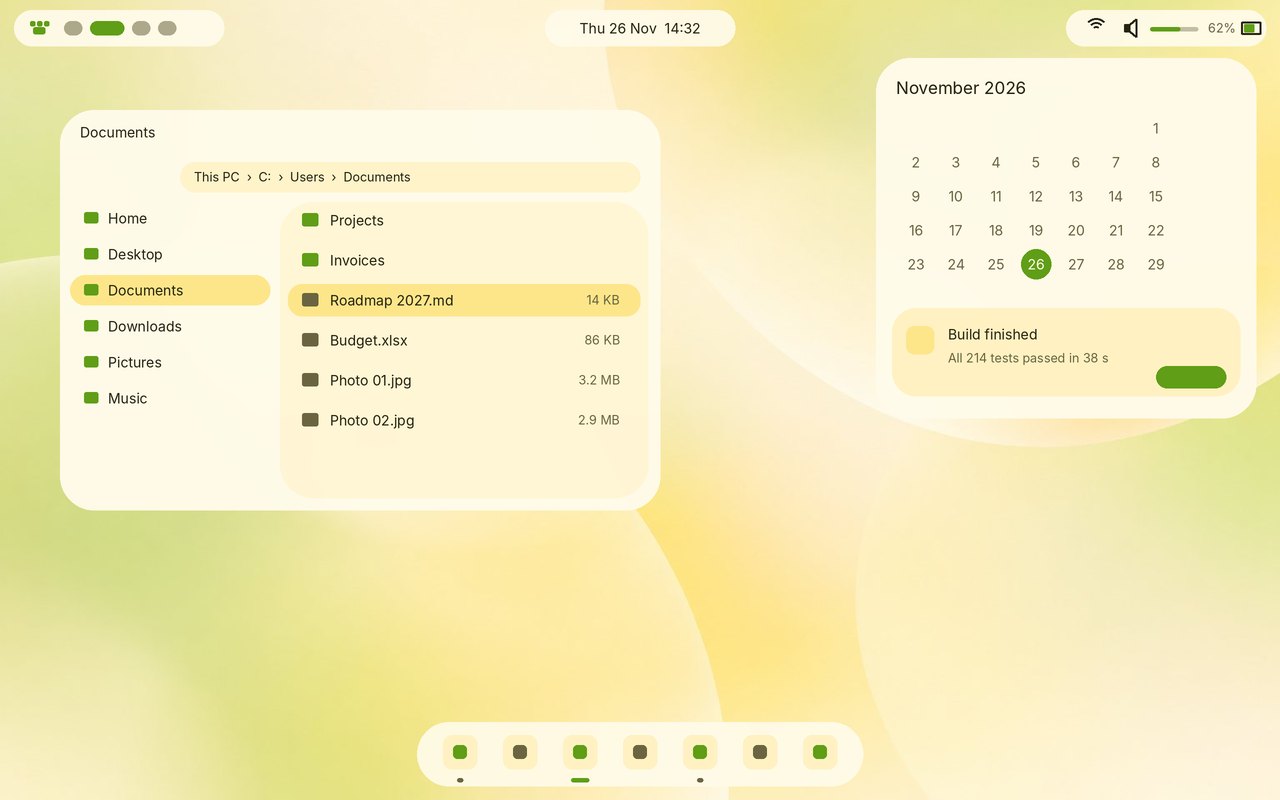 Thu 26 Nov 14:32
62%
November 2026
1
2 3 4 5 6 7 8
9 10 11 12 13 14 15
16 17 18 19 20 21 22
23 24 25 26 27 28 29
Build finished
All 214 tests passed in 38 s
Documents
This PC › C: › Users › Documents
Home
Desktop
Documents
Downloads
Pictures
Music
Projects
Invoices
Roadmap 2027.md 14 KB
Budget.xlsx 86 KB
Photo 01.jpg 3.2 MB
Photo 02.jpg 2.9 MB